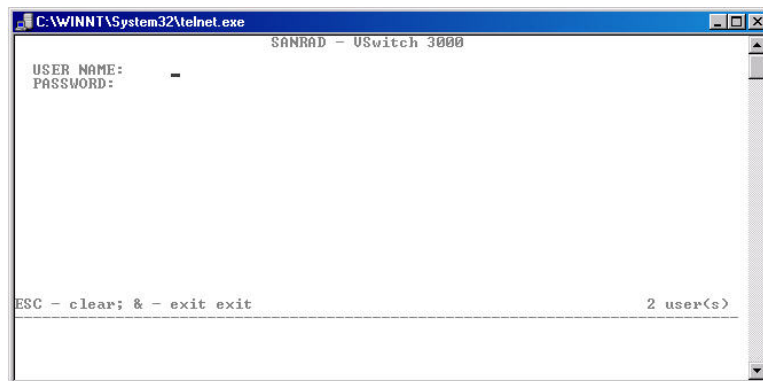 C:\WINNT\System32\telnet.exe
SANRAD - VSwitch 3000
USER NAME:
PASSWORD:
ESC - clear; & - exit exit 2 user(s)